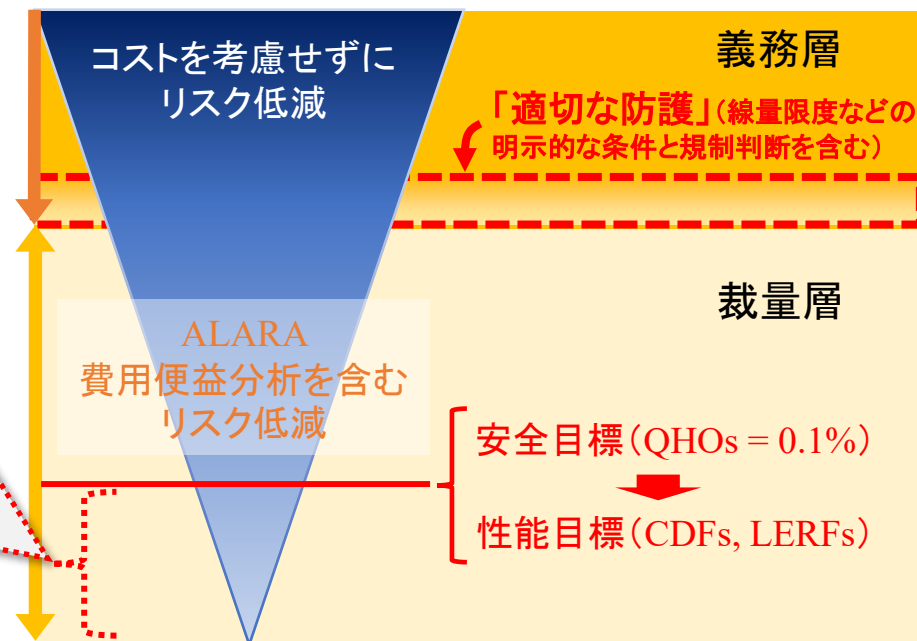 コストを考慮せずに
リスク低減
義務層
「適切な防護」（線量限度などの
明示的な条件と規制判断を含む）
裁量層
ALARA
費用便益分析を含む
リスク低減
安全目標（QHOs = 0.1%）
性能目標（CDFs, LERFs）